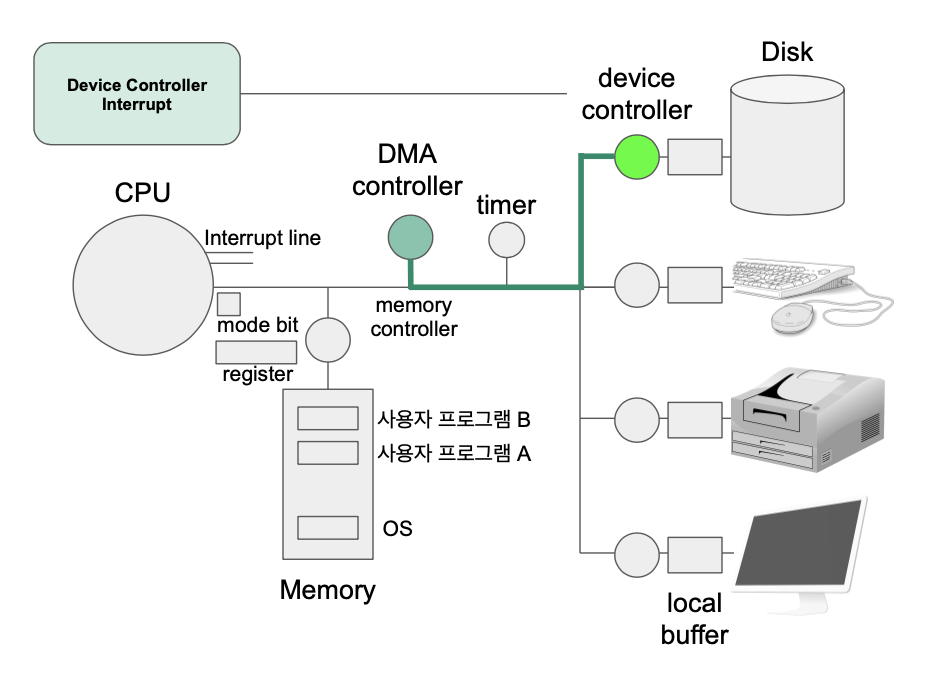 Device Controller
Interrupt
Disk
device
controller
DMA
controller
CPU
timer
Interrupt line
memory
controller
mode bit
register
사용자 프로그램 B
사용자 프로그램 A
OS
Memory
local
buffer